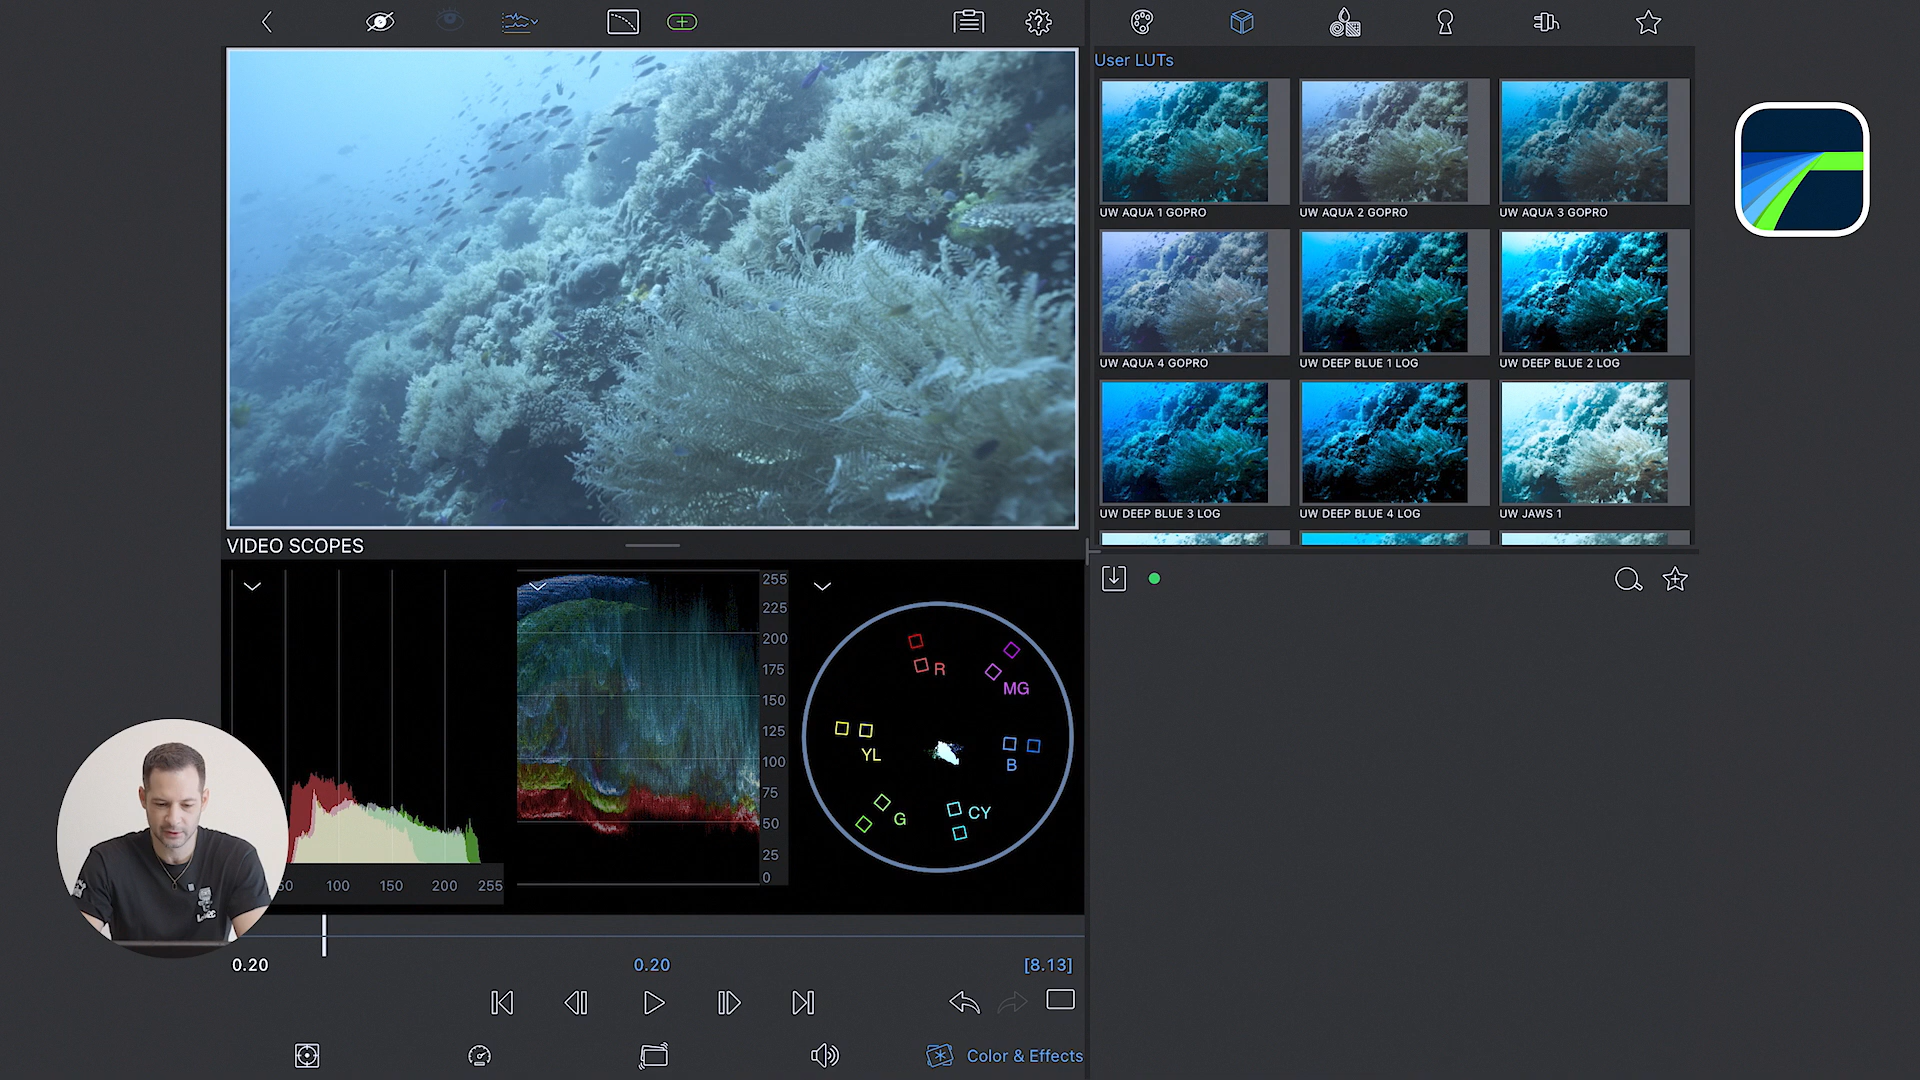 User LUTs
UW AQUA 1 GOPRO
UW AQUA 2 GOPRO
UW AQUA 3 GOPRO
UW AQUA 4 GOPRO
UW DEEP BLUE 1 LOG
UW DEEP BLUE 2 LOG
UW DEEP BLUE 3 LOG
UW DEEP BLUE 4 LOG
UW JAWS 1
VIDEO SCOPES
255
225
200
175
150
125
100
75
50
25
0
R
MG
YL
B
G
CY
50 100 150 200 255
0.20
0.20
[8.13]
Color & Effects